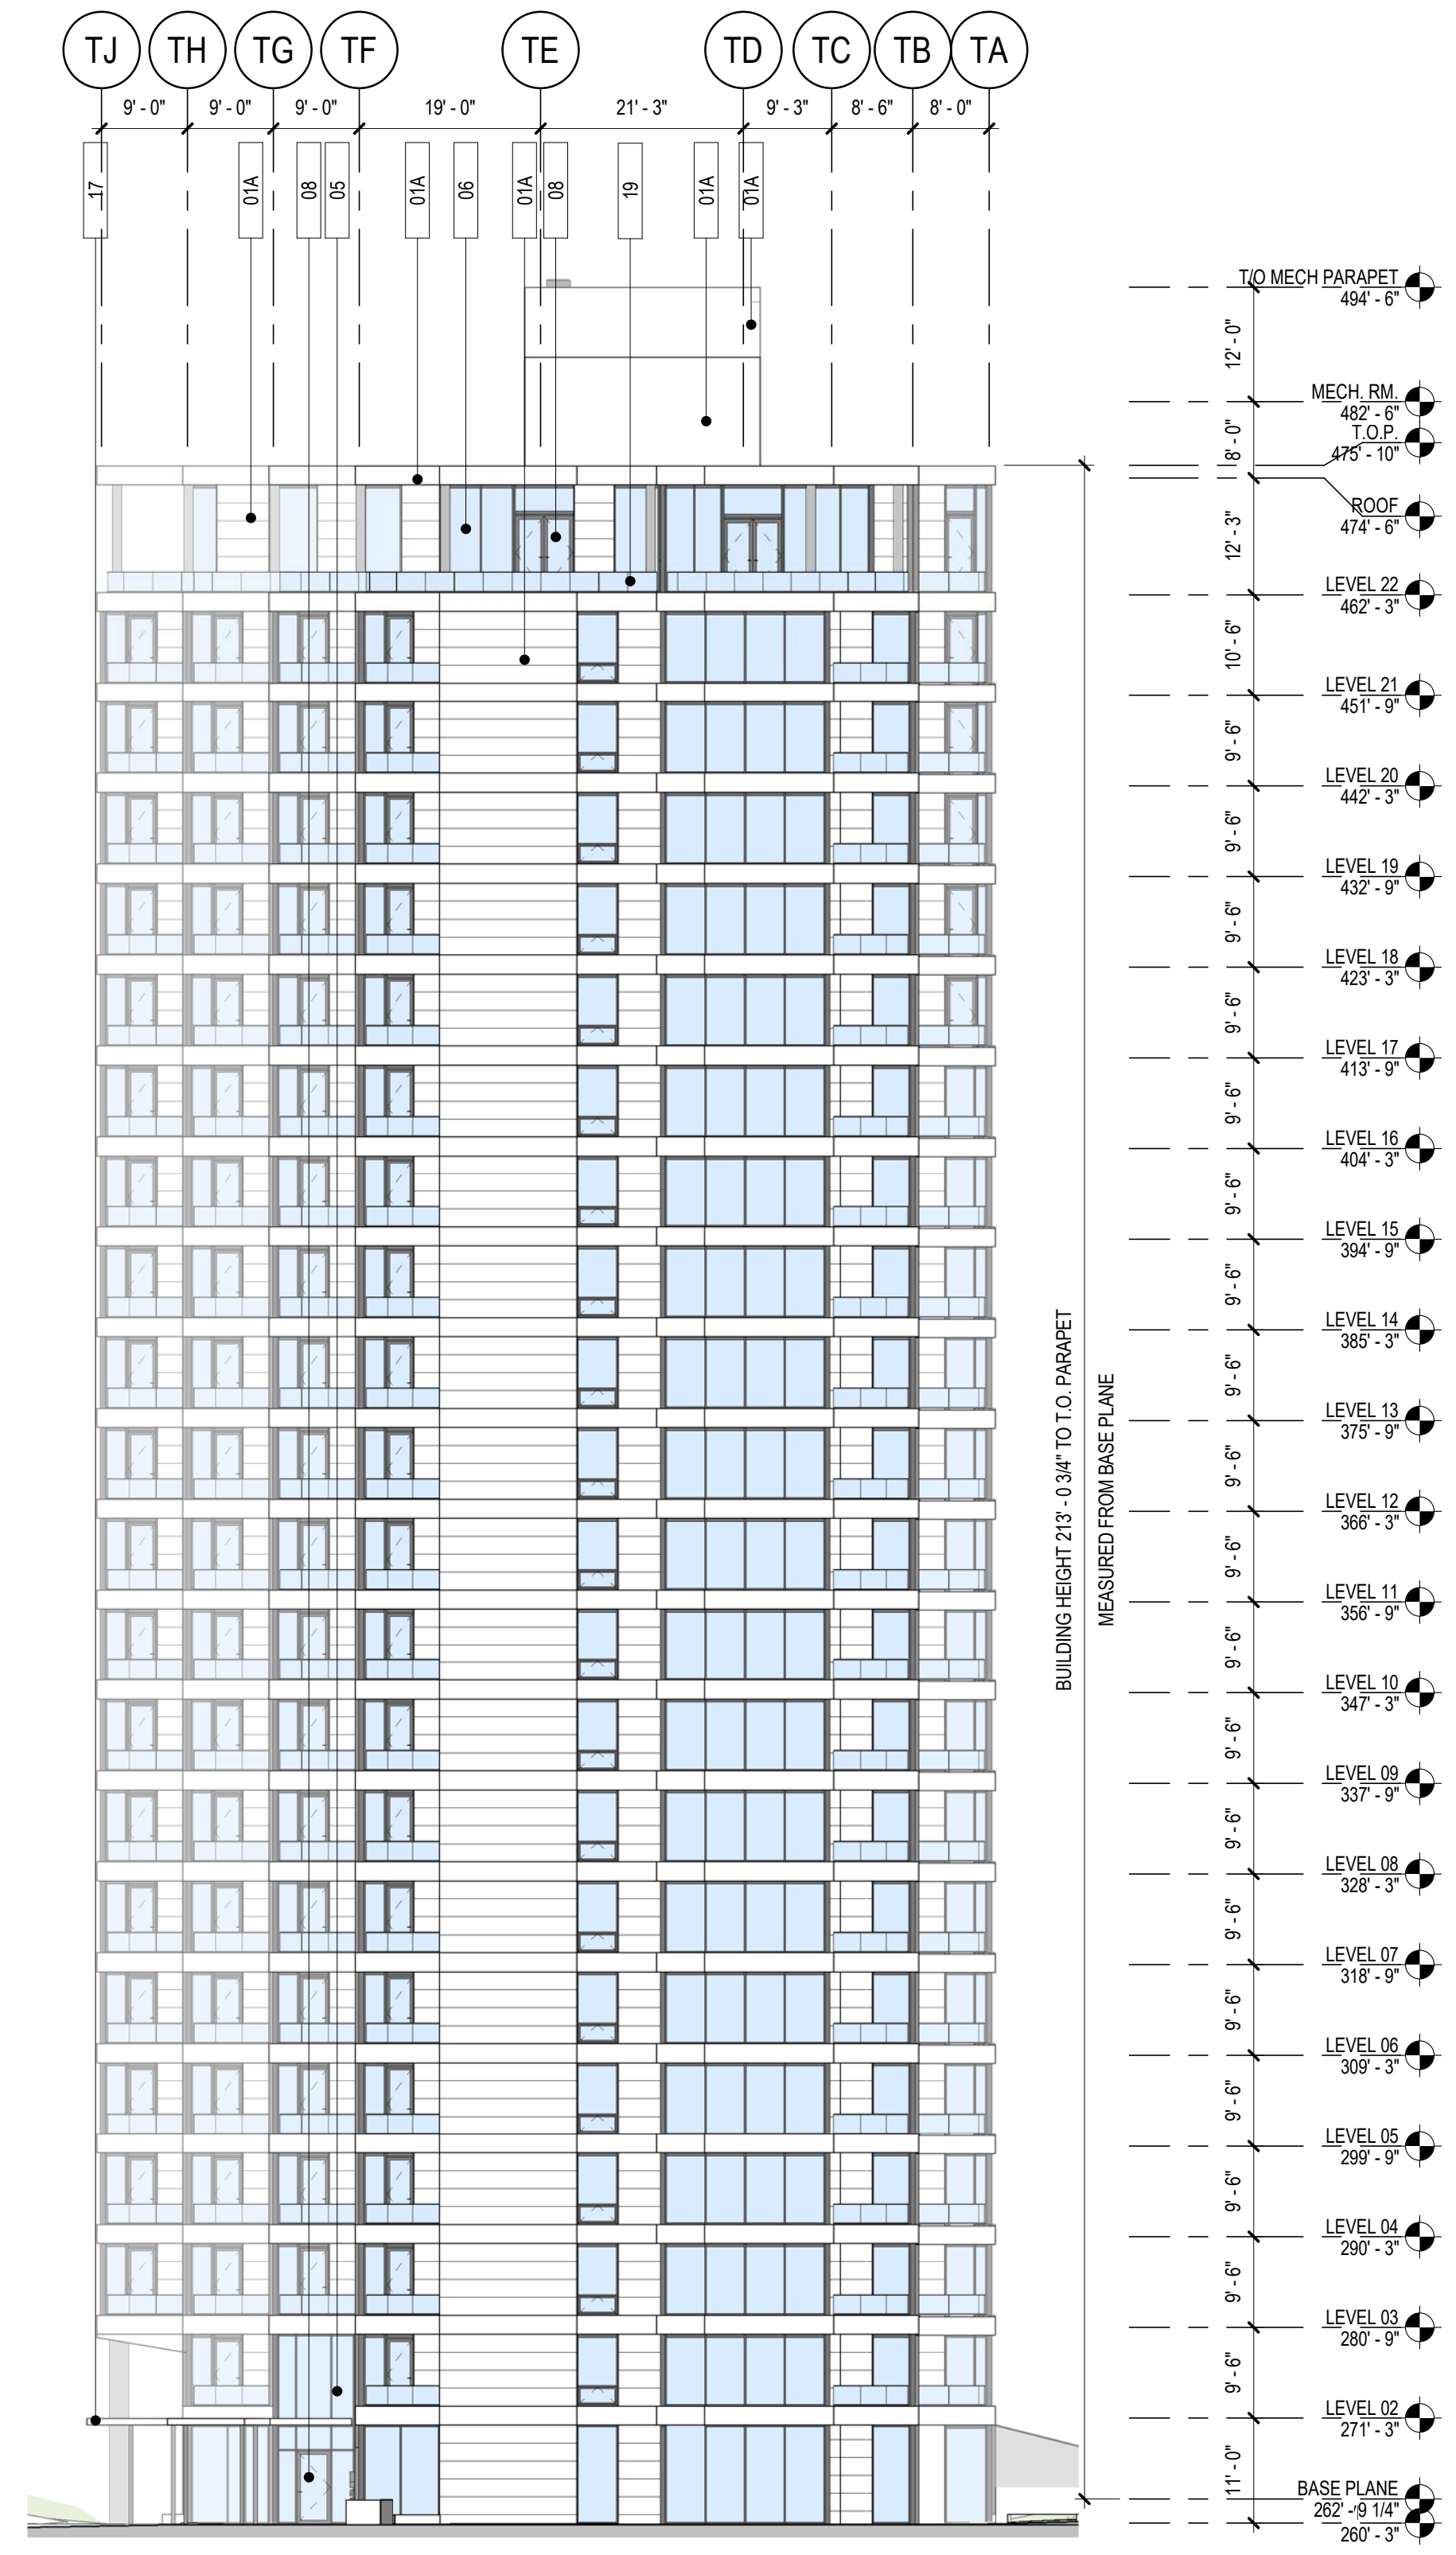 TJ TH TG TF TE TD TC TB TA
9' - 0" 9' - 0" 9' - 0" 19' - 0" 21' - 3" 9' - 3" 8' - 6" 8' - 0"
17 01A 08 05 01A 06 01A 08 19 01A 01A
T/O MECH PARAPET
494' - 6"
12' - 0"
MECH. RM.
482' - 6"
8' - 0"
T.O.P.
475' - 10"
ROOF
474' - 6"
12' - 3"
LEVEL 22
462' - 3"
10' - 6"
LEVEL 21
451' - 9"
9' - 6"
LEVEL 20
442' - 3"
9' - 6"
LEVEL 19
432' - 9"
9' - 6"
LEVEL 18
423' - 3"
9' - 6"
LEVEL 17
413' - 9"
9' - 6"
LEVEL 16
404' - 3"
9' - 6"
LEVEL 15
394' - 9"
9' - 6"
LEVEL 14
385' - 3"
9' - 6"
LEVEL 13
375' - 9"
9' - 6"
LEVEL 12
366' - 3"
9' - 6"
LEVEL 11
356' - 9"
9' - 6"
LEVEL 10
347' - 3"
9' - 6"
LEVEL 09
337' - 9"
9' - 6"
LEVEL 08
328' - 3"
9' - 6"
LEVEL 07
318' - 9"
9' - 6"
LEVEL 06
309' - 3"
9' - 6"
LEVEL 05
299' - 9"
9' - 6"
LEVEL 04
290' - 3"
9' - 6"
LEVEL 03
280' - 9"
9' - 6"
LEVEL 02
271' - 3"
11' - 0"
BASE PLANE
262' - 9 1/4"
260' - 3"
BUILDING HEIGHT 213' - 0 3/4" TO T.O. PARAPET
MEASURED FROM BASE PLANE